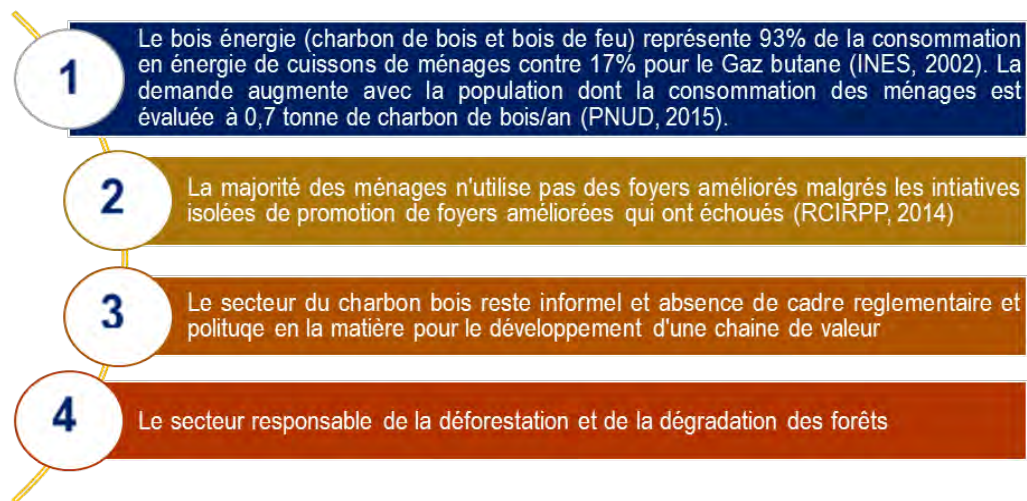 1
Le bois énergie (charbon de bois et bois de feu) représente 93% de la consommation
en énergie de cuissons de ménages contre 17% pour le Gaz butane (INES, 2002). La
demande augmente avec la population dont la consommation des ménages est
évaluée à 0,7 tonne de charbon de bois/an (PNUD, 2015).
2
La majorité des ménages n'utilise pas des foyers améliorés malgrés les intiatives
isolées de promotion de foyers améliorées qui ont échoués (RCIRPP, 2014)
3
Le secteur du charbon bois reste informel et absence de cadre reglementaire et
polituqe en la matière pour le développement d'une chaine de valeur
4
Le secteur responsable de la déforestation et de la dégradation des forêts